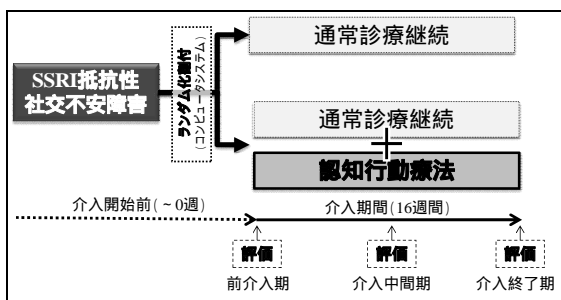 通常診療継続
SSRI抵抗性
社交不安障害
ランダム化割付
(コンピュータシステム)
通常診療継続
+
認知行動療法
介入開始前(~0週)
介入期間(16週間)
評価
評価
評価
前介入期
介入中間期
介入終了期